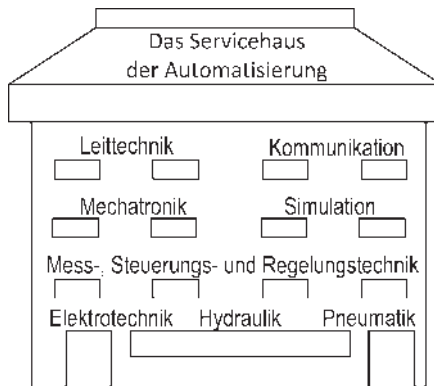 Das Servicehaus
der Automatisierung
Leittechnik Kommunikation
Mechatronik Simulation
Mess-, Steuerungs- und Regelungstechnik
Elektrotechnik Hydraulik Pneumatik